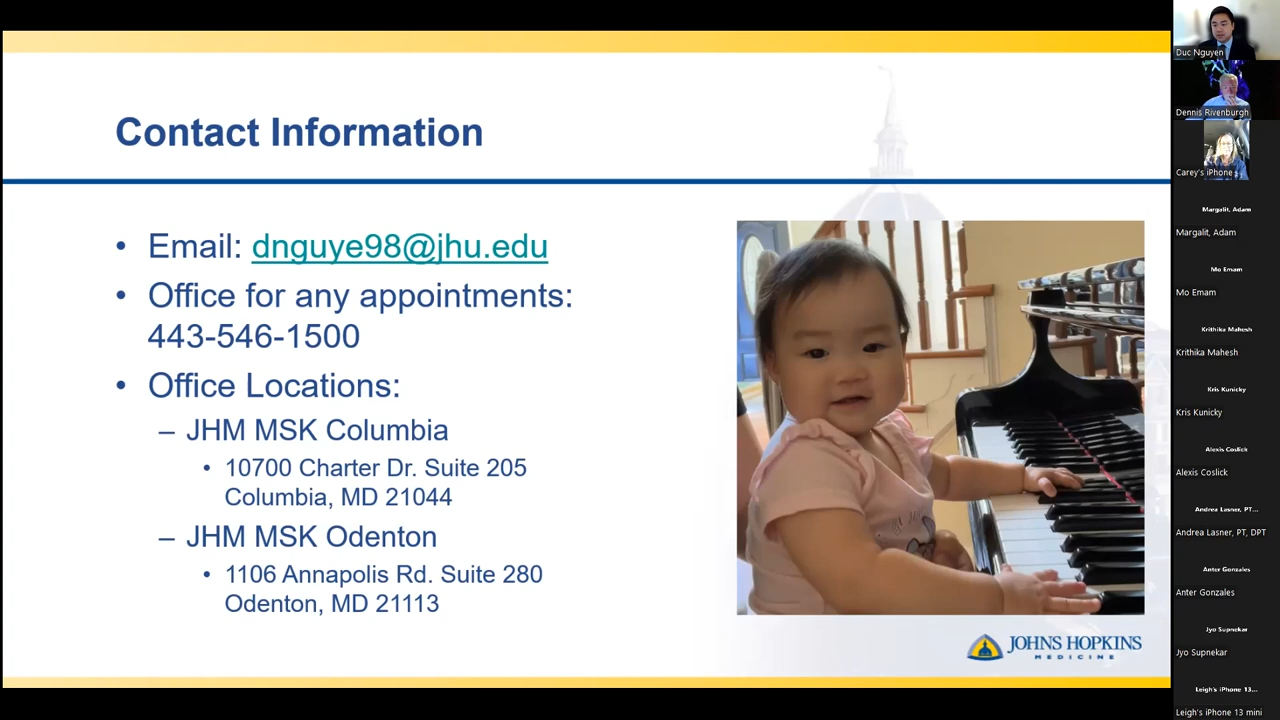 Contact Information
• Email: dnguye98@jhu.edu
• Office for any appointments:
443-546-1500
• Office Locations:
– JHM MSK Columbia
• 10700 Charter Dr. Suite 205
Columbia, MD 21044
– JHM MSK Odenton
• 1106 Annapolis Rd. Suite 280
Odenton, MD 21113
JOHNS HOPKINS
MEDICINE
Duc Nguyen
Dennis Rivenburgh
Carey's iPhone
Margalit, Adam
Margalit, Adam
Mo Emam
Mo Emam
Krithika Mahesh
Krithika Mahesh
Kris Kunicky
Kris Kunicky
Alexis Coslick
Alexis Coslick
Andrea Lasner, PT...
Andrea Lasner, PT, DPT
Anter Gonzales
Anter Gonzales
Jyo Supnekar
Jyo Supnekar
Leigh's iPhone 13...
Leigh's iPhone 13 mini